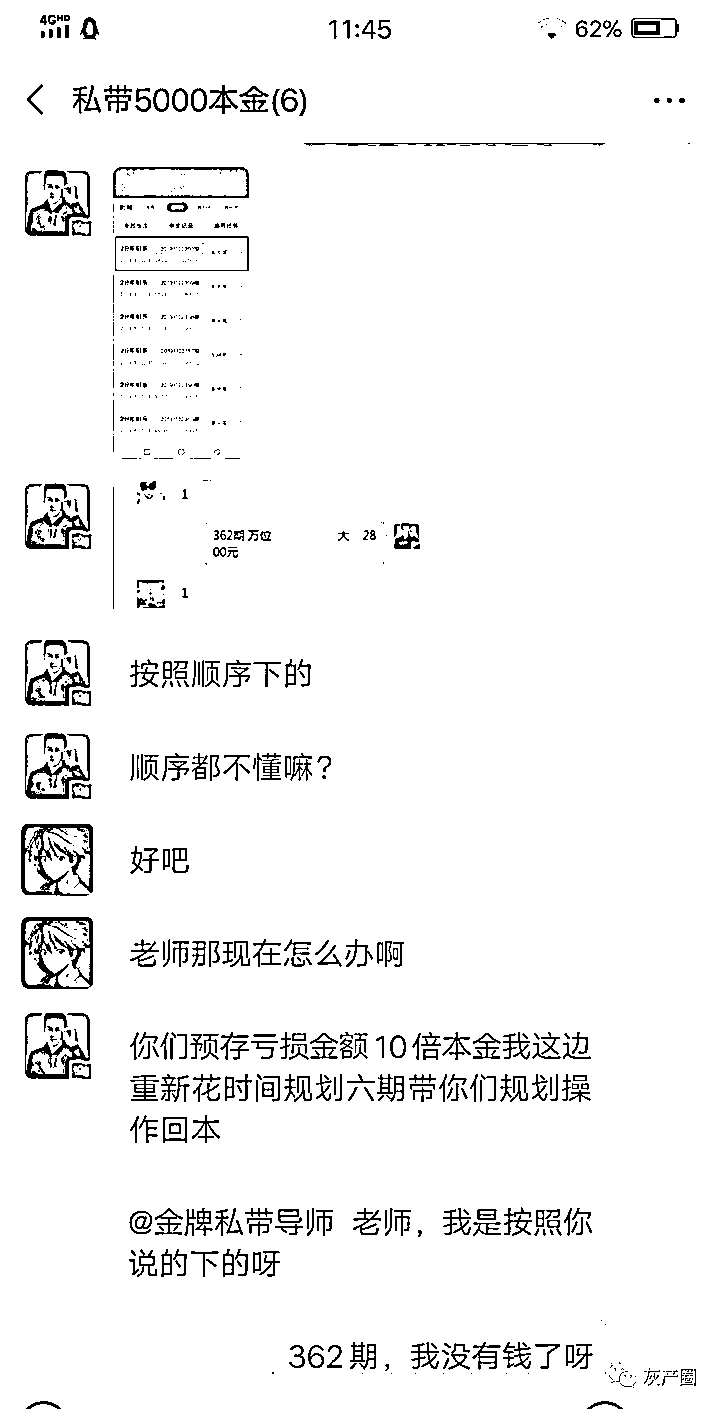 4GHD
11:45
62%
私带5000本金(6)
1
362期 万位 大 28
00元
1
按照顺序下的
顺序都不懂嘛？
好吧
老师那现在怎么办啊
你们预存亏损金额10倍本金我这边
重新花时间规划六期带你们规划操
作回本
@金牌私带导师 老师，我是按照你
说的下的呀
362期，我没有钱了呀
灰产圈